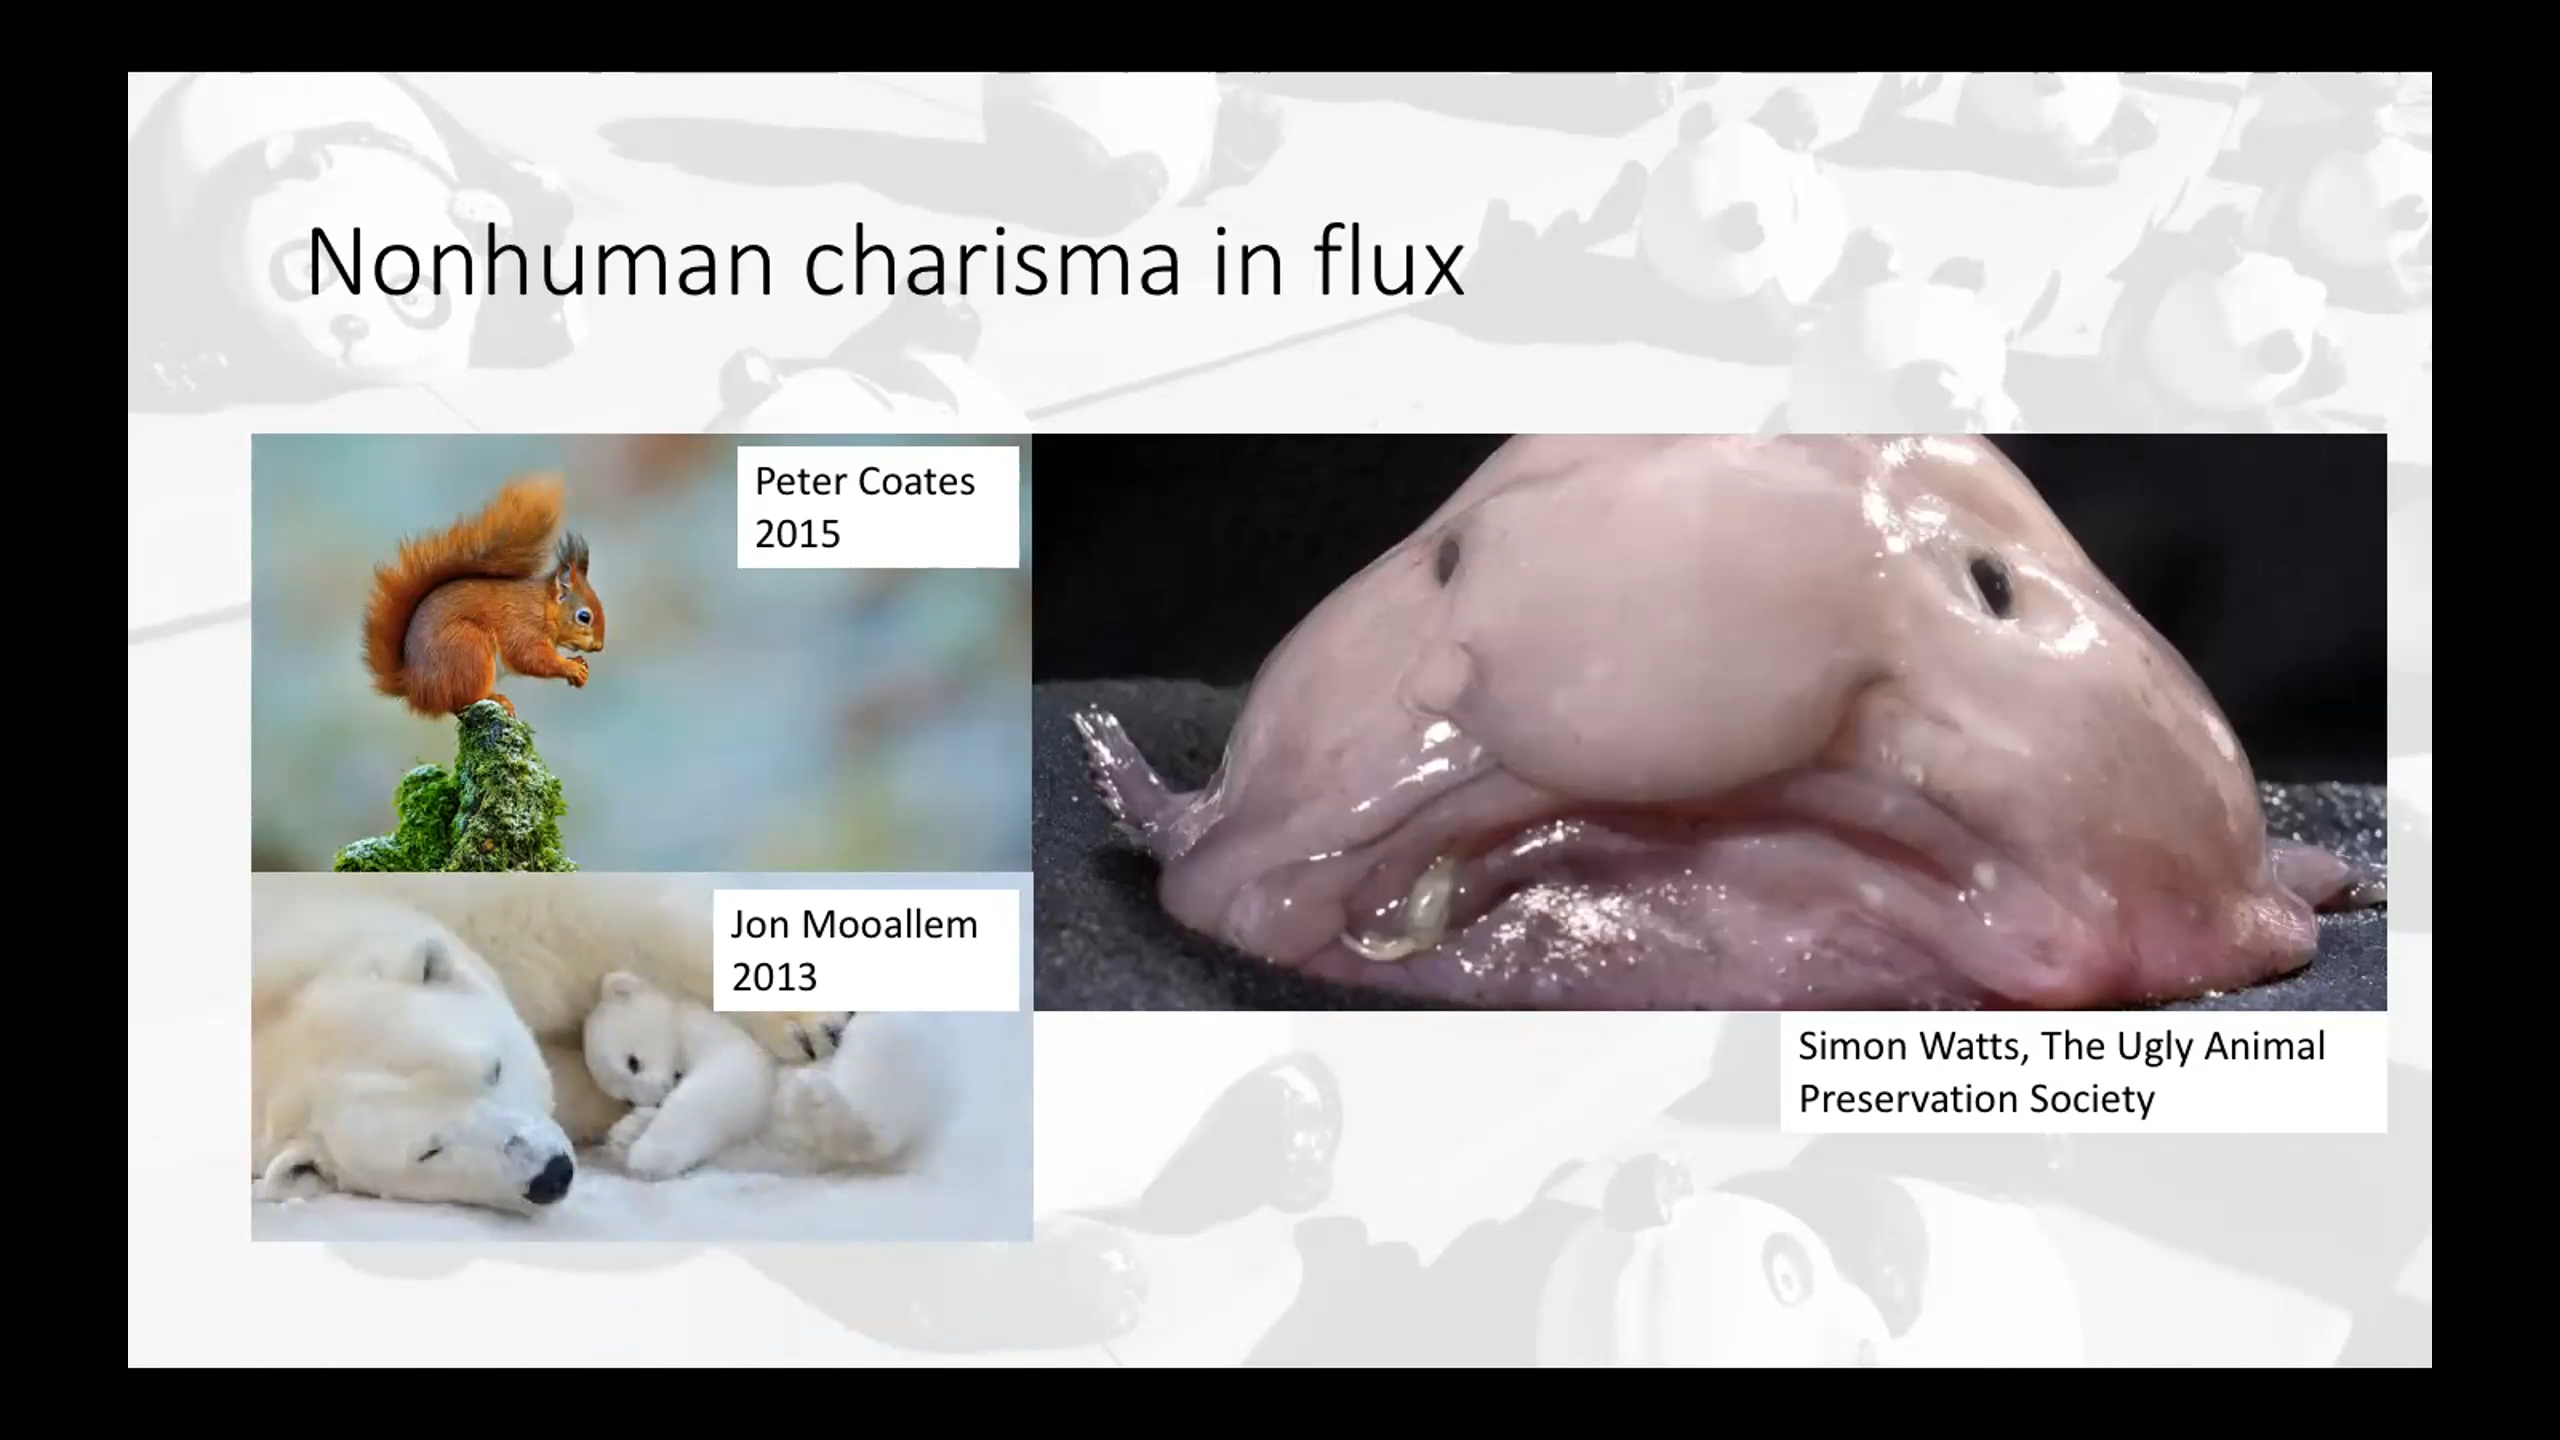 Nonhuman charisma in flux
Peter Coates
2015
Jon Mooallem
2013
Simon Watts, The Ugly Animal
Preservation Society